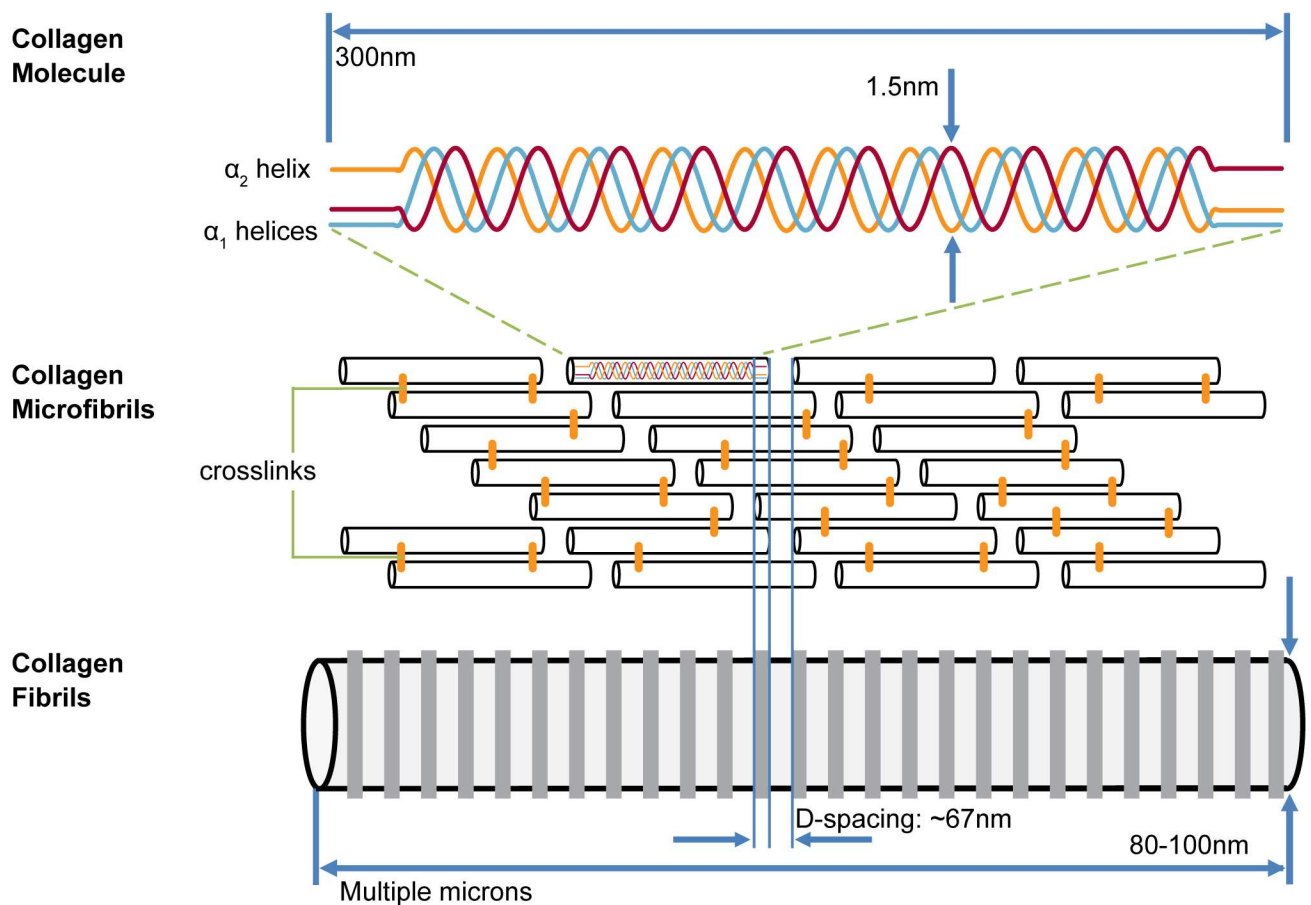 Collagen
Molecule
300nm
1.5nm
α₂ helix
α₁ helices
Collagen
Microfibrils
crosslinks
Collagen
Fibrils
D-spacing: ~67nm
80-100nm
Multiple microns